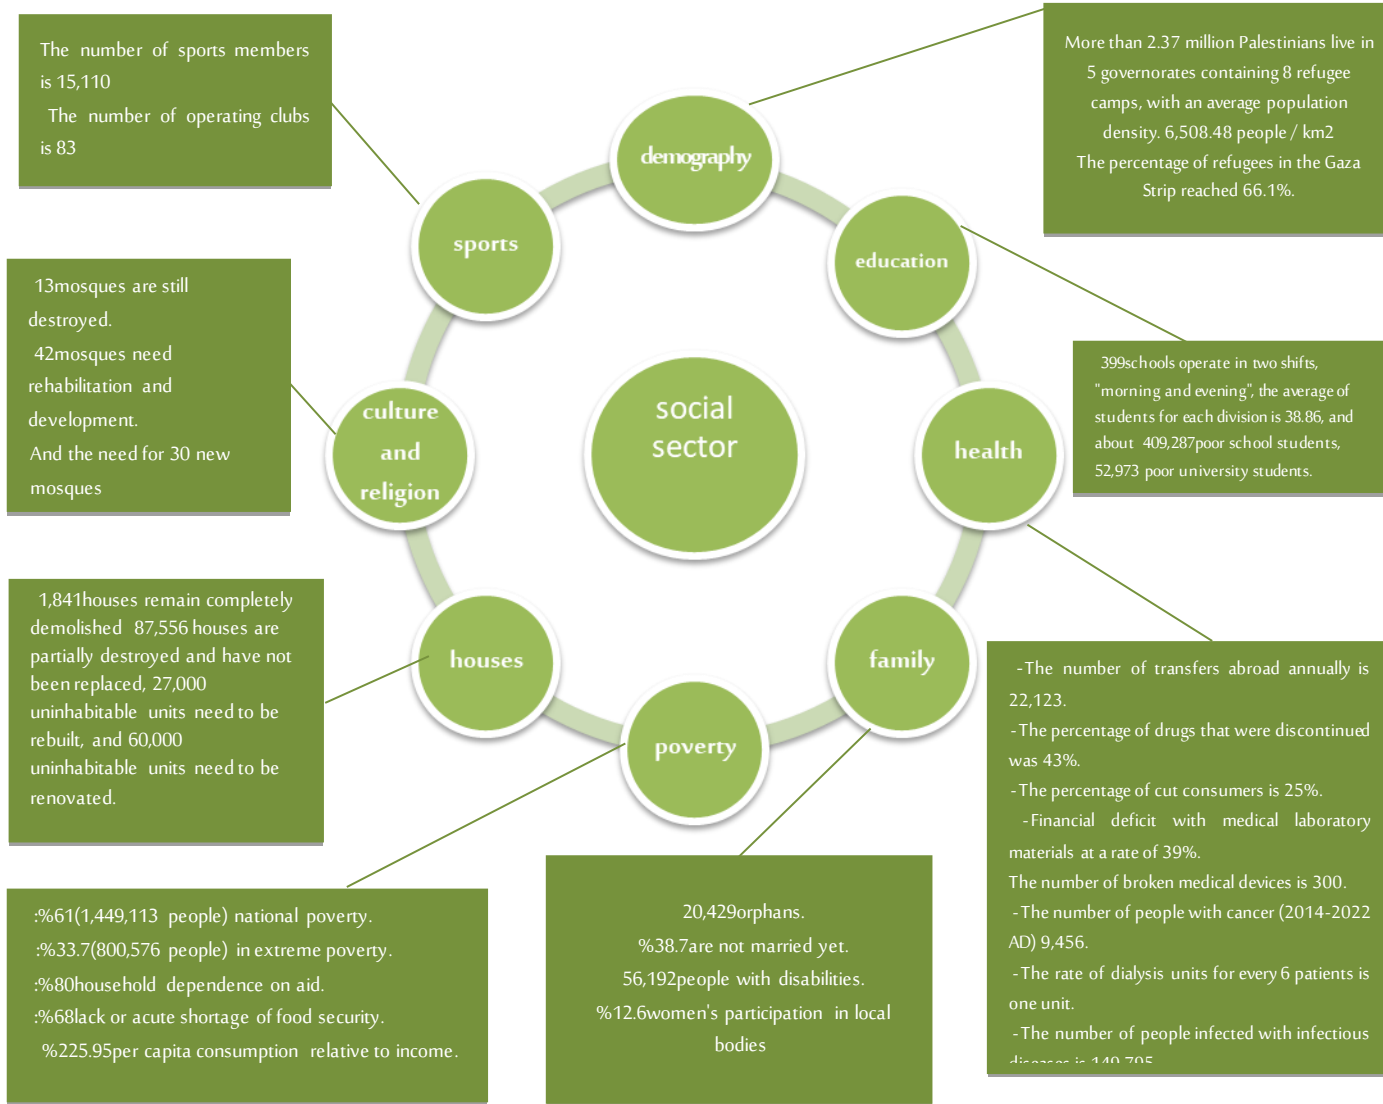 The number of sports members
is 15,110
The number of operating clubs
is 83
More than 2.37 million Palestinians live in
5 governorates containing 8 refugee
camps, with an average population
density. 6,508.48 people / km2
The percentage of refugees in the Gaza
Strip reached 66.1%.
demography
sports
education
13mosques are still
destroyed.
42mosques need
rehabilitation and
development.
And the need for 30 new
mosques
399schools operate in two shifts,
"morning and evening", the average of
students for each division is 38.86, and
about 409,287poor school students,
52,973 poor university students.
culture
and
religion
social
sector
health
1,841houses remain completely
demolished 87,556 houses are
partially destroyed and have not
been replaced, 27,000
uninhabitable units need to be
rebuilt, and 60,000
uninhabitable units need to be
renovated.
houses
family
poverty
-The number of transfers abroad annually is
22,123.
-The percentage of drugs that were discontinued
was 43%.
-The percentage of cut consumers is 25%.
-Financial deficit with medical laboratory
materials at a rate of 39%.
The number of broken medical devices is 300.
-The number of people with cancer (2014-2022
AD) 9,456.
-The rate of dialysis units for every 6 patients is
one unit.
-The number of people infected with infectious
diseases is 149,795
:%61(1,449,113 people) national poverty.
:%33.7(800,576 people) in extreme poverty.
:%80household dependence on aid.
:%68lack or acute shortage of food security.
%225.95per capita consumption relative to income.
20,429orphans.
%38.7are not married yet.
56,192people with disabilities.
%12.6women's participation in local
bodies